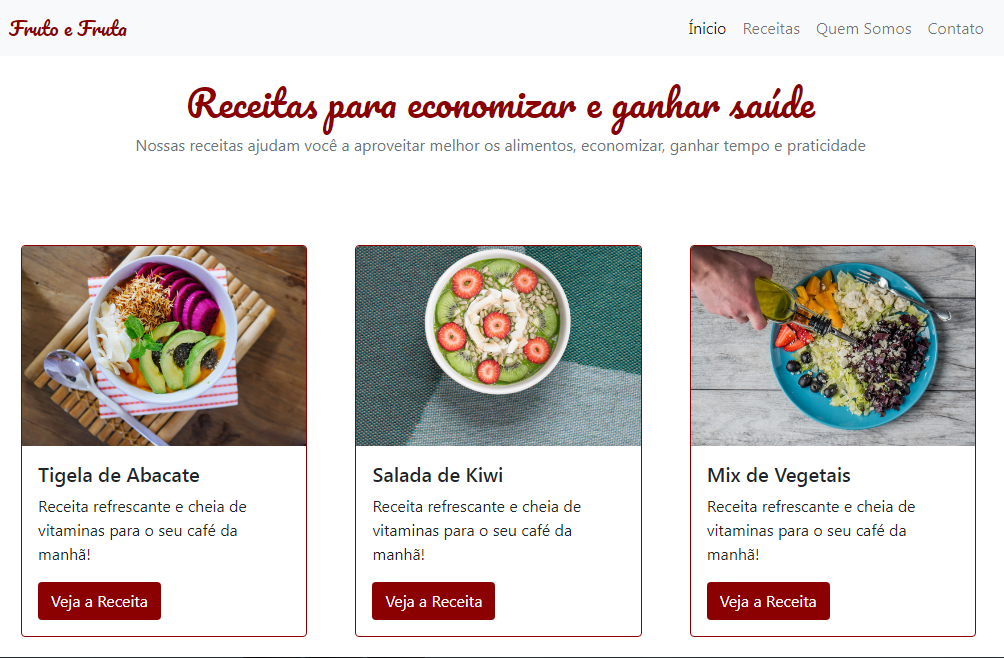 Fruto e Fruta
Ínicio Receitas Quem Somos Contato
Receitas para economizar e ganhar saúde
Nossas receitas ajudam você a aproveitar melhor os alimentos, economizar, ganhar tempo e praticidade
Tigela de Abacate
Receita refrescante e cheia de
vitaminas para o seu café da
manhã!
Veja a Receita
Salada de Kiwi
Receita refrescante e cheia de
vitaminas para o seu café da
manhã!
Veja a Receita
Mix de Vegetais
Receita refrescante e cheia de
vitaminas para o seu café da
manhã!
Veja a Receita